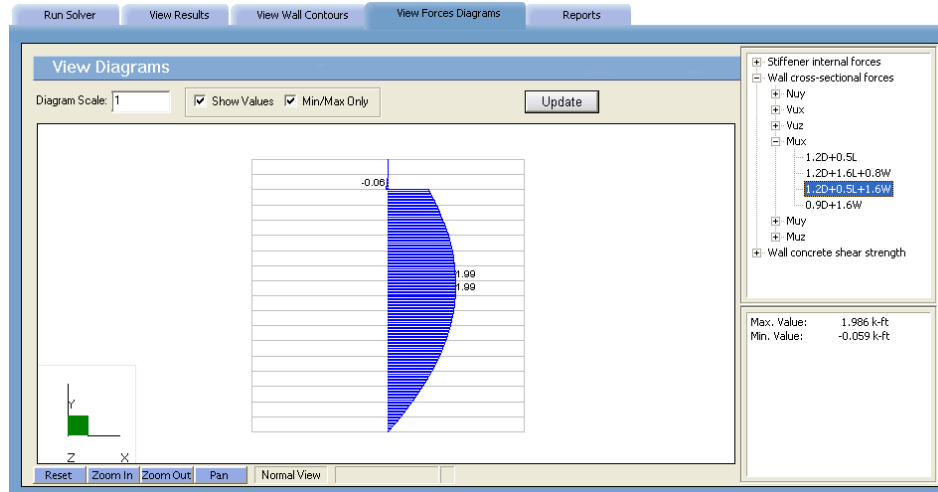 Run Solver View Results View Wall Contours View Forces Diagrams Reports
View Diagrams
Diagram Scale: 1 Show Values Min/Max Only Update
-0.06
1.99
1.99
Y
Z X
Reset Zoom In Zoom Out Pan Normal View
Stiffener internal forces
Wall cross-sectional forces
Nuy
Vux
Vuz
Mux
1.2D+0.5L
1.2D+1.6L+0.8W
1.2D+0.5L+1.6W
0.9D+1.6W
Muy
Muz
Wall concrete shear strength
Max. Value: 1.986 k-ft
Min. Value: -0.059 k-ft